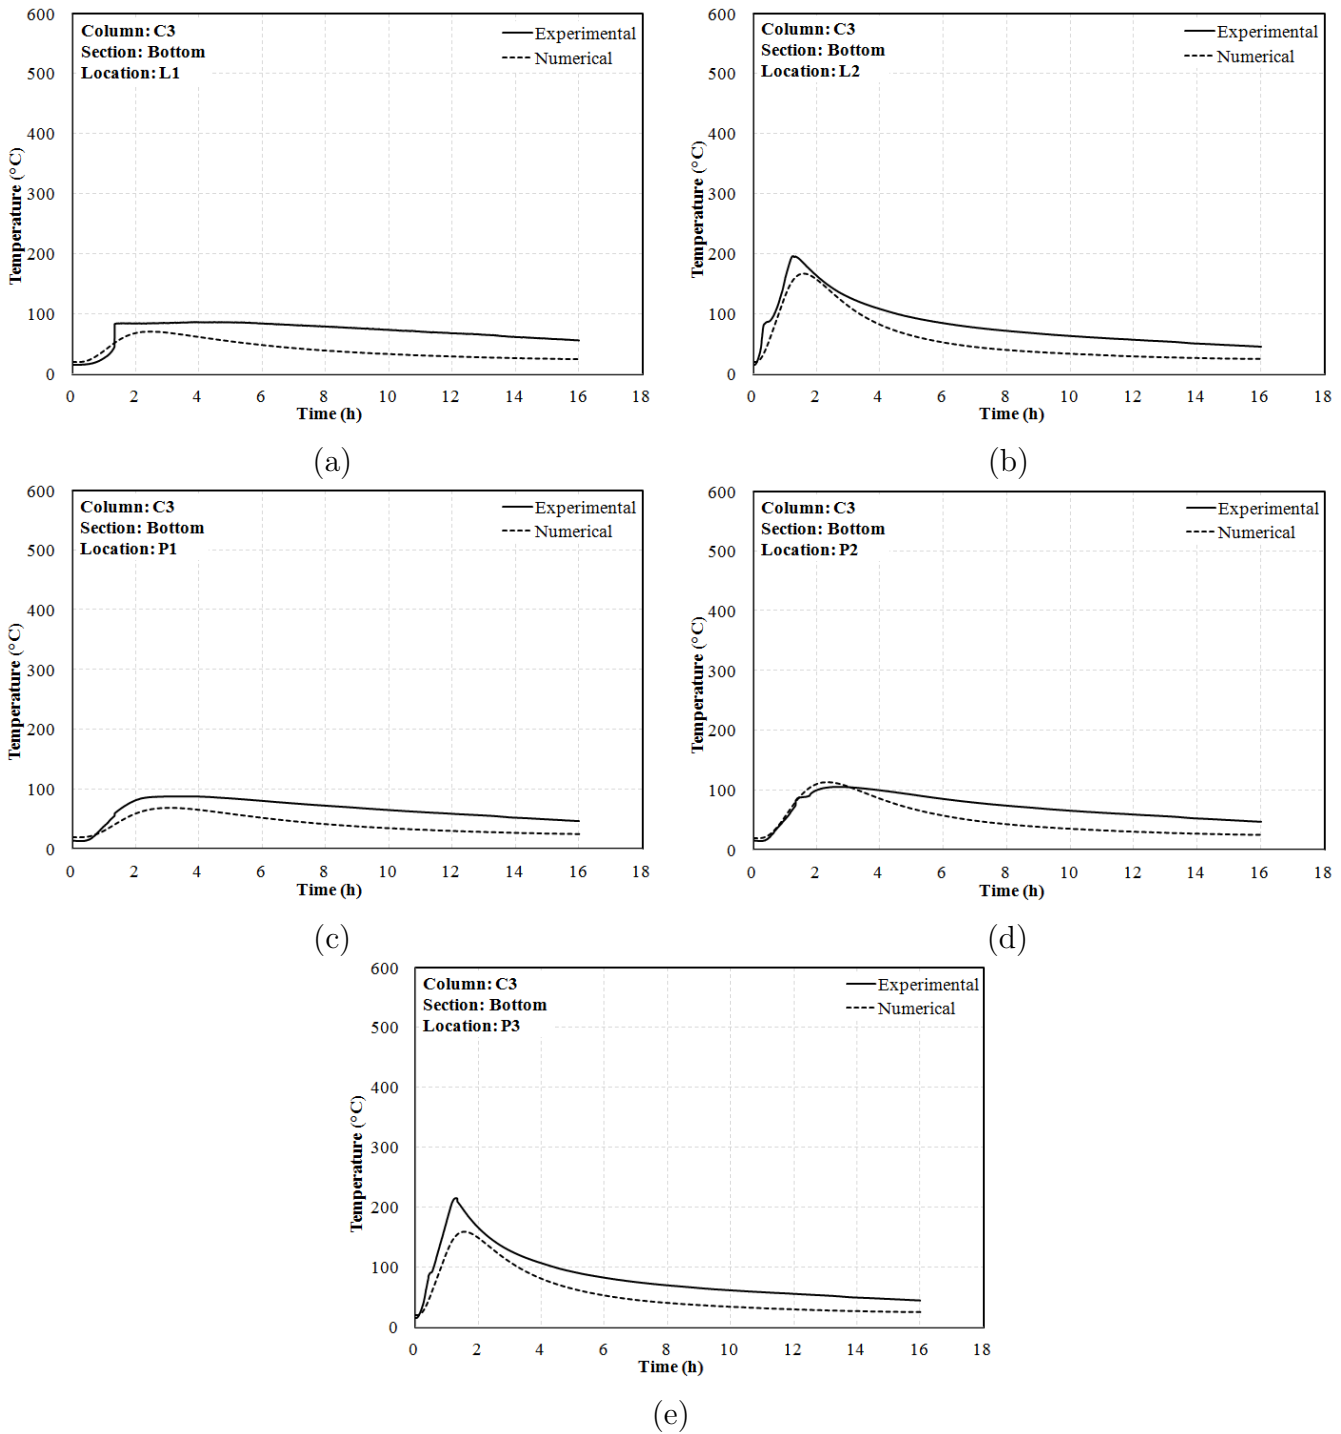 Column: C3
Section: Bottom
Location: L1
Experimental
Numerical
600
500
400
300
200
100
0
Temperature (°C)
0 2 4 6 8 10 12 14 16 18
Time (h)
(a)
Column: C3
Section: Bottom
Location: L2
Experimental
Numerical
600
500
400
300
200
100
0
Temperature (°C)
0 2 4 6 8 10 12 14 16 18
Time (h)
(b)
Column: C3
Section: Bottom
Location: P1
Experimental
Numerical
600
500
400
300
200
100
0
Temperature (°C)
0 2 4 6 8 10 12 14 16 18
Time (h)
(c)
Column: C3
Section: Bottom
Location: P2
Experimental
Numerical
600
500
400
300
200
100
0
Temperature (°C)
0 2 4 6 8 10 12 14 16 18
Time (h)
(d)
Column: C3
Section: Bottom
Location: P3
Experimental
Numerical
600
500
400
300
200
100
0
Temperature (°C)
0 2 4 6 8 10 12 14 16 18
Time (h)
(e)